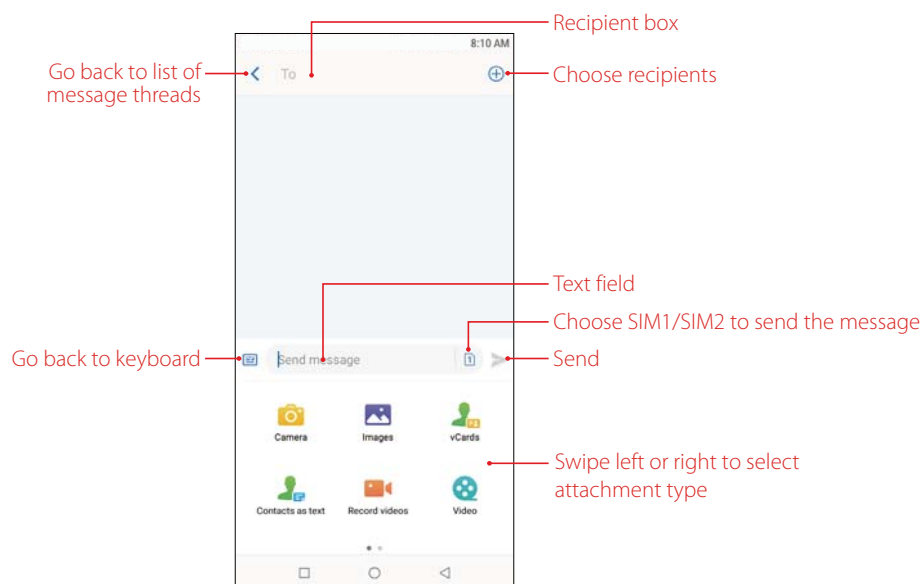 Recipient box
8:10 AM
Go back to list of
message threads
To
Choose recipients
Text field
Choose SIM1/SIM2 to send the message
Go back to keyboard
Send message
1
Send
Camera
Images
vCards
Swipe left or right to select
attachment type
Contacts as text
Record videos
Video